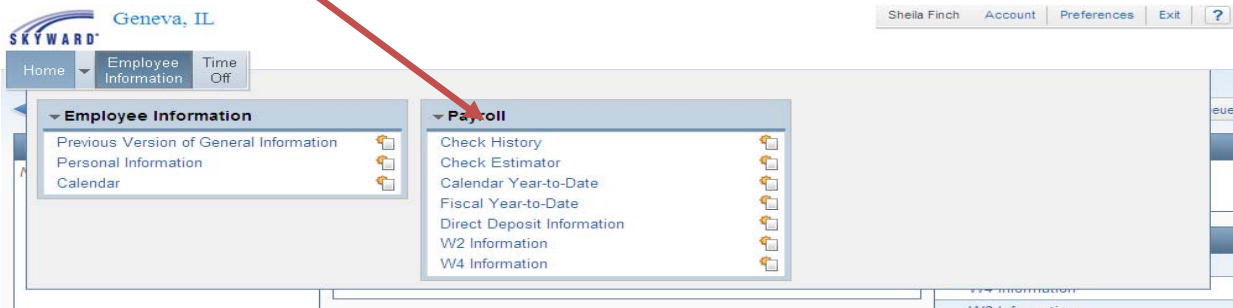 Geneva, IL
SKYWARD
Sheila Finch Account Preferences Exit ?
Home Employee Information Time Off
Employee Information
Previous Version of General Information
Personal Information
Calendar
Payroll
Check History
Check Estimator
Calendar Year-to-Date
Fiscal Year-to-Date
Direct Deposit Information
W2 Information
W4 Information